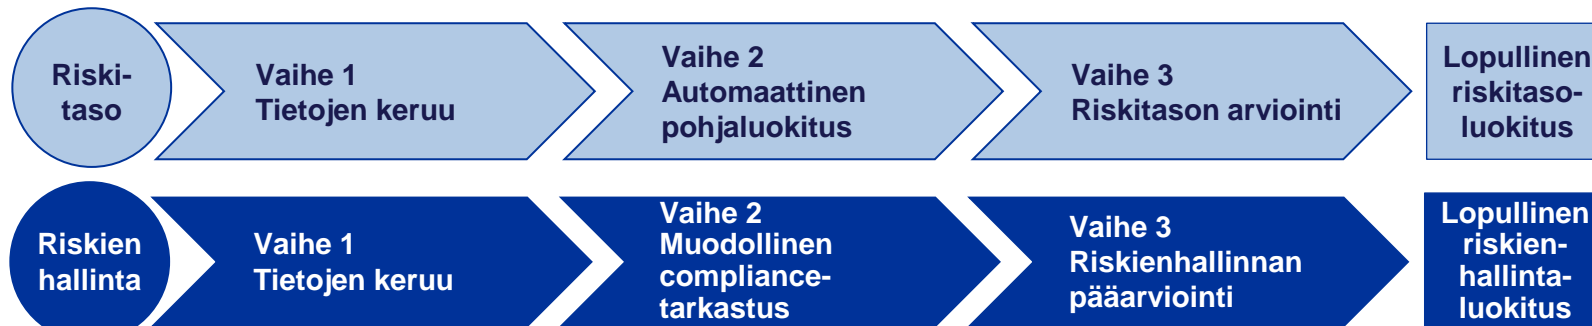 Riski-
taso
Vaihe 1
Tietojen keruu
Vaihe 2
Automaattinen
pohjaluokitus
Vaihe 3
Riskitason arviointi
Lopullinen
riskitaso-
luokitus
Riskien
hallinta
Vaihe 1
Tietojen keruu
Vaihe 2
Muodollinen
compliance-
tarkastus
Vaihe 3
Riskienhallinnan
pääarviointi
Lopullinen
riskien-
hallinta-
luokitus